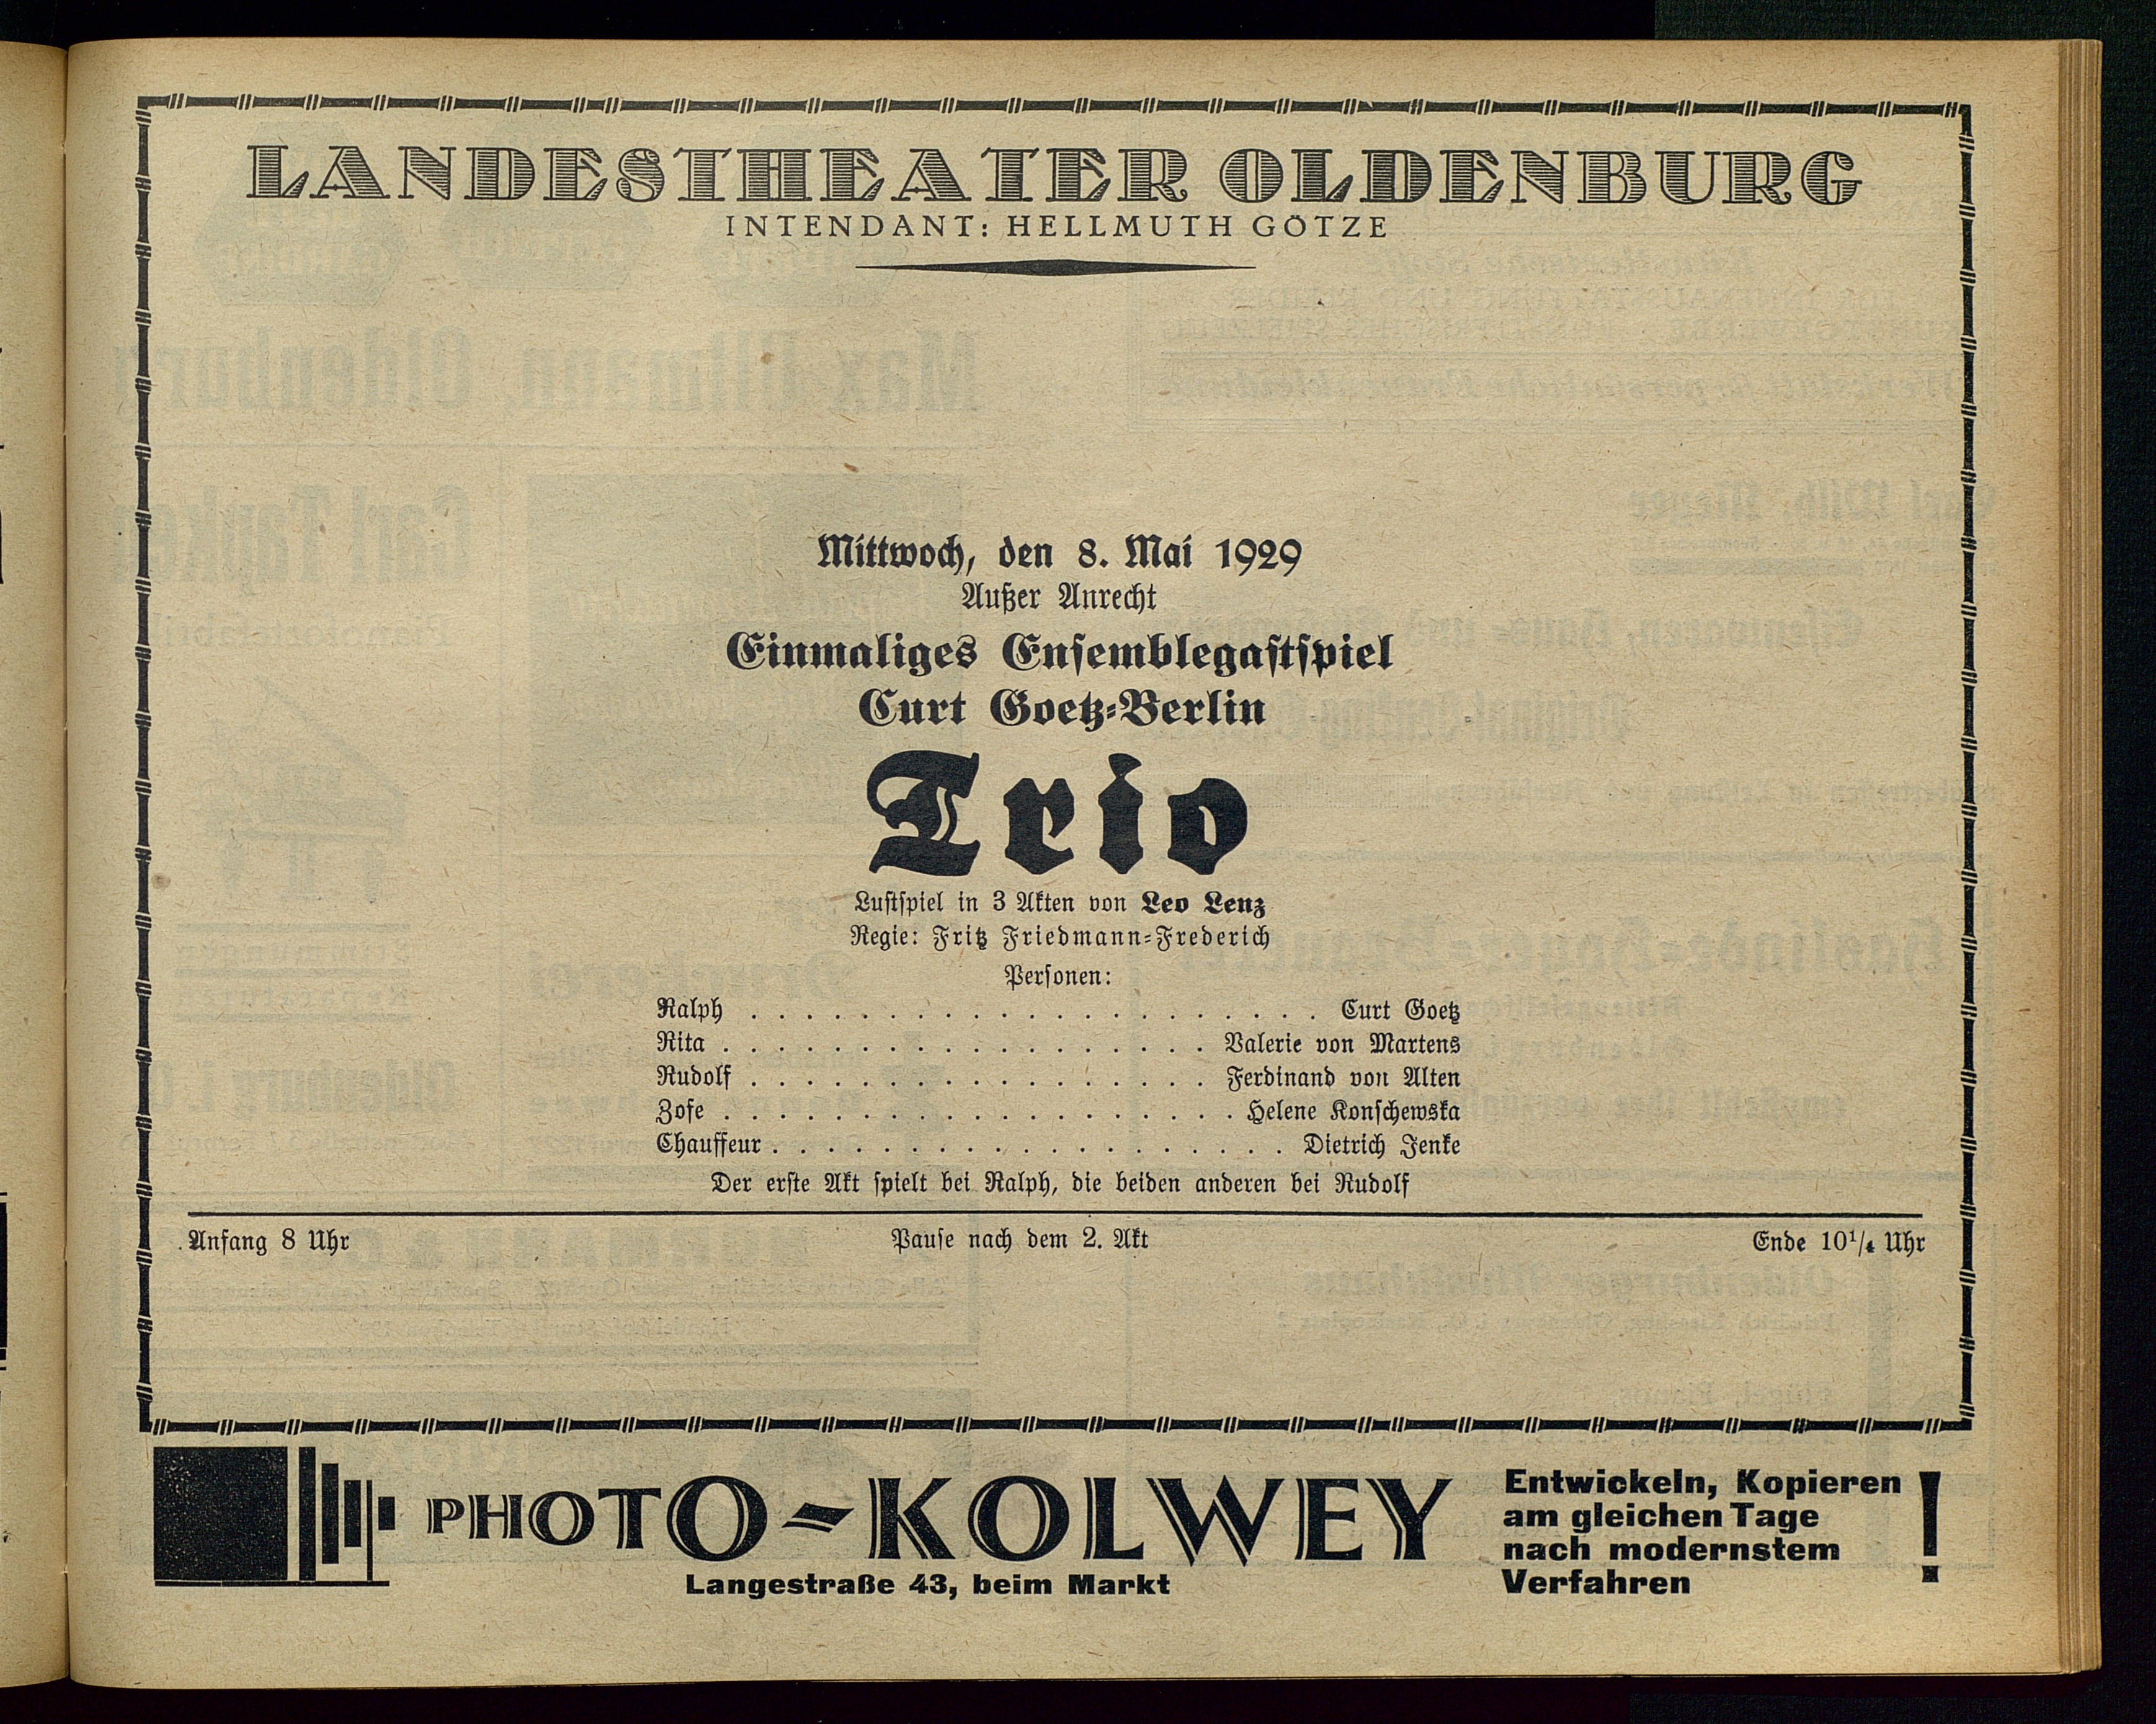 LANDESTHEATER OLDENBURG
INTENDANT: HELLMUTH GÖTZE
Mittwoch, den 8. Mai 1929
Außer Anrecht
Einmaliges Ensemblegastspiel
Curt Goetz-Berlin
Trio
Lustspiel in 3 Akten von Leo Lenz
Regie: Fritz Friedmann-Frederich
Personen:
Ralph . . . . . . . . . . . . . . . . . . . . . Curt Goetz
Rita . . . . . . . . . . . . . . . . . . Valerie von Martens
Rudolf . . . . . . . . . . . . . . . . . Ferdinand von Alten
Zofe . . . . . . . . . . . . . . . . . . . Helene Konschewska
Chauffeur . . . . . . . . . . . . . . . . . . . Dietrich Jenke
Der erste Akt spielt bei Ralph, die beiden anderen bei Rudolf
Anfang 8 Uhr Pause nach dem 2. Akt Ende 10¼ Uhr
PHOTO-KOLWEY
Langestraße 43, beim Markt
Entwickeln, Kopieren
am gleichen Tage
nach modernstem
Verfahren !